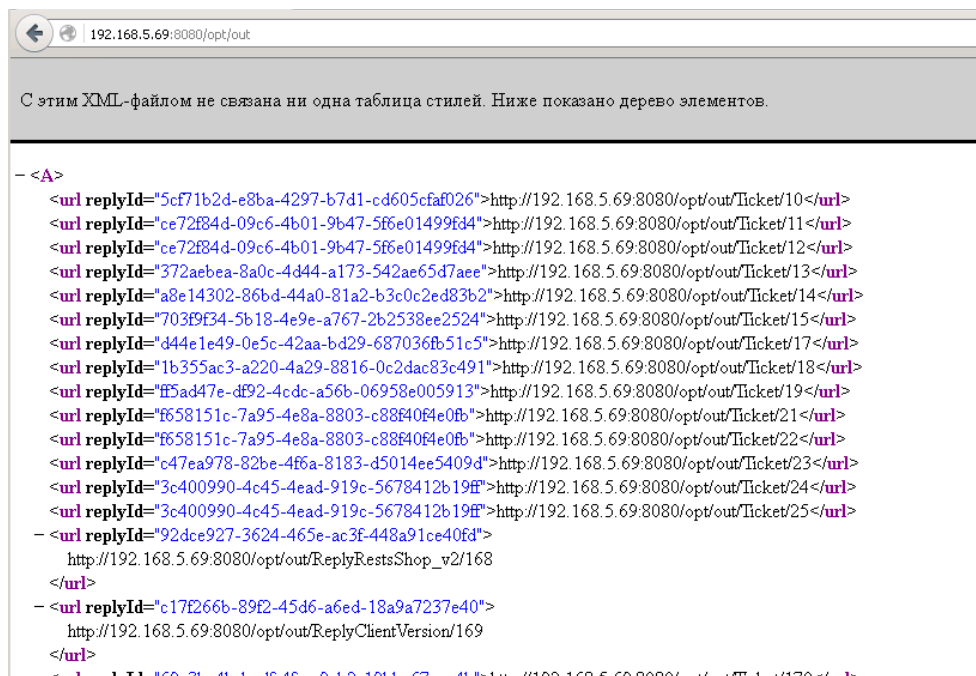 192.168.5.69:8080/opt/out
С этим XML-файлом не связана ни одна таблица стилей. Ниже показано дерево элементов.
– <A>
<url replyId="5cf71b2d-e8ba-4297-b7d1-cd605cfaf026">http://192.168.5.69:8080/opt/out/Ticket/10</url>
<url replyId="ce72f84d-09c6-4b01-9b47-5f6e01499fd4">http://192.168.5.69:8080/opt/out/Ticket/11</url>
<url replyId="ce72f84d-09c6-4b01-9b47-5f6e01499fd4">http://192.168.5.69:8080/opt/out/Ticket/12</url>
<url replyId="372aebea-8a0c-4d44-a173-542ae65d7aee">http://192.168.5.69:8080/opt/out/Ticket/13</url>
<url replyId="a8e14302-86bd-44a0-81a2-b3c0c2ed83b2">http://192.168.5.69:8080/opt/out/Ticket/14</url>
<url replyId="703f9f34-5b18-4e9e-a767-2b2538ee2524">http://192.168.5.69:8080/opt/out/Ticket/15</url>
<url replyId="d44e1e49-0e5c-42aa-bd29-687036fb51c5">http://192.168.5.69:8080/opt/out/Ticket/17</url>
<url replyId="1b355ac3-a220-4a29-8816-0c2dac83c491">http://192.168.5.69:8080/opt/out/Ticket/18</url>
<url replyId="ff5ad47e-df92-4cdc-a56b-06958e005913">http://192.168.5.69:8080/opt/out/Ticket/19</url>
<url replyId="f658151c-7a95-4e8a-8803-c88f40f4e0fb">http://192.168.5.69:8080/opt/out/Ticket/21</url>
<url replyId="f658151c-7a95-4e8a-8803-c88f40f4e0fb">http://192.168.5.69:8080/opt/out/Ticket/22</url>
<url replyId="c47ea978-82be-4f6a-8183-d5014ee5409d">http://192.168.5.69:8080/opt/out/Ticket/23</url>
<url replyId="3c400990-4c45-4ead-919c-5678412b19ff">http://192.168.5.69:8080/opt/out/Ticket/24</url>
<url replyId="3c400990-4c45-4ead-919c-5678412b19ff">http://192.168.5.69:8080/opt/out/Ticket/25</url>
– <url replyId="92dce927-3624-465e-ac3f-448a91ce40fd">
http://192.168.5.69:8080/opt/out/ReplyRestsShop_v2/168
</url>
– <url replyId="c17f266b-89f2-45d6-a6ed-18a9a7237e40">
http://192.168.5.69:8080/opt/out/ReplyClientVersion/169
</url>